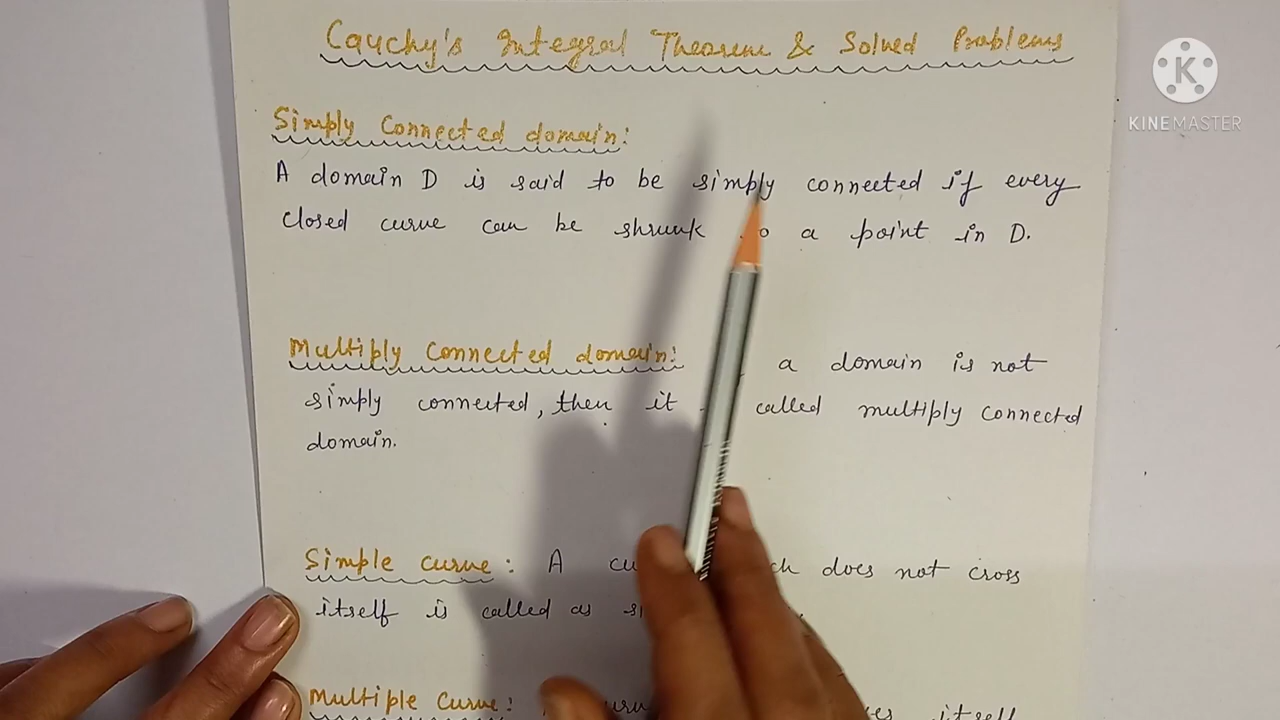 Cauchy's Integral Theorem & Solved Problems
K
KINEMASTER
Simply Connected domain:
A domain D is said to be simply connected if every
closed curve can be shrunk a point in D.
Multiply Connected domain: a domain is not
simply connected, then it called multiply connected
domain.
Simple curve: A does not cross
itself is called as
Multiple Curve: itself